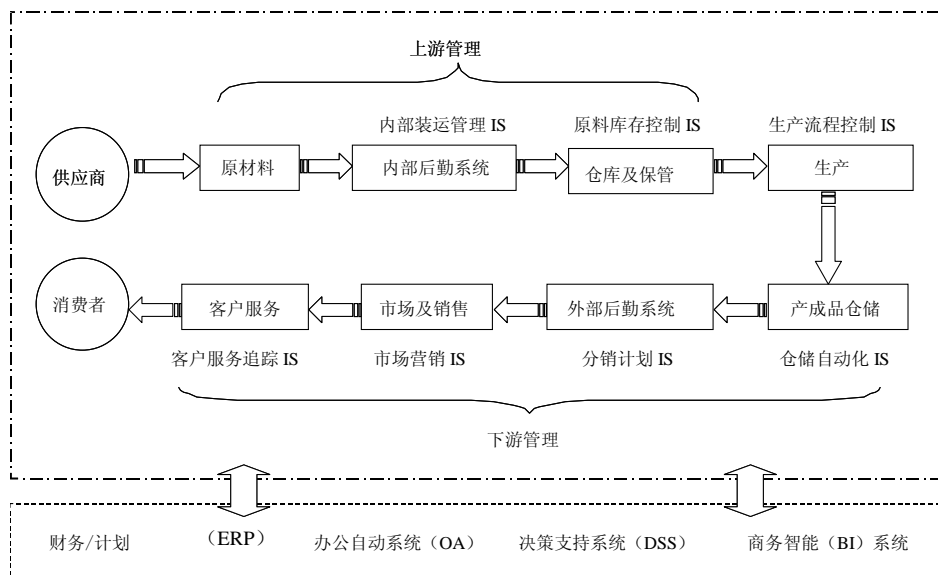 上游管理
内部装运管理 IS
原料库存控制 IS
生产流程控制 IS
供应商
原材料
内部后勤系统
仓库及保管
生产
消费者
客户服务
市场及销售
外部后勤系统
产成品仓储
客户服务追踪 IS
市场营销 IS
分销计划 IS
仓储自动化 IS
下游管理
财务/计划
（ERP）
办公自动系统（OA）
决策支持系统（DSS）
商务智能（BI）系统